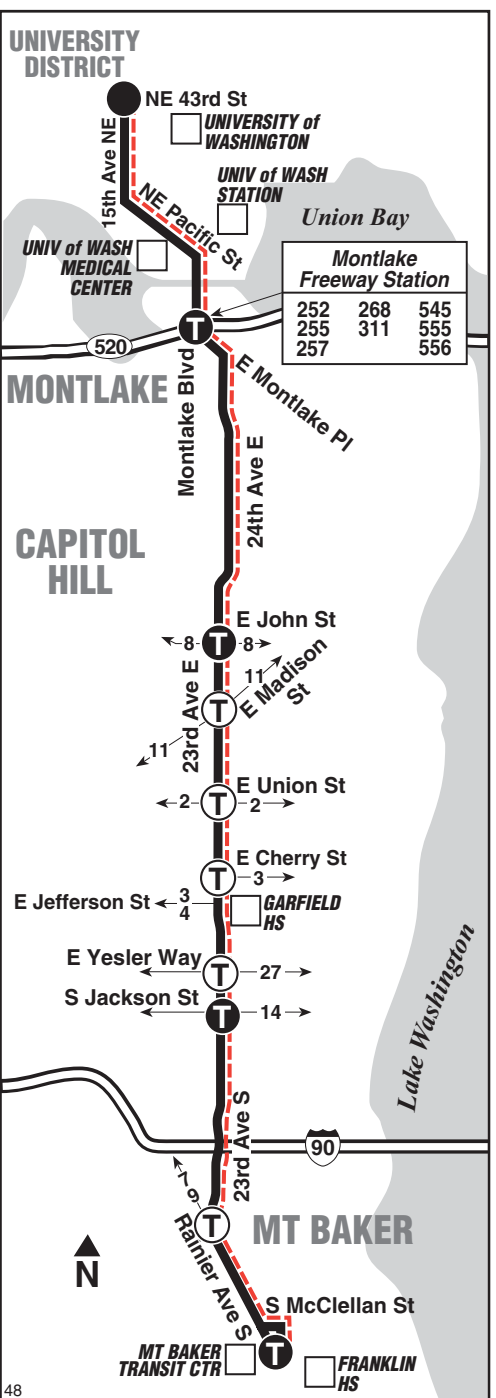 UNIVERSITY
DISTRICT
NE 43rd St
UNIVERSITY of
WASHINGTON
15th Ave NE
UNIV of WASH
STATION
NE Pacific St
Union Bay
UNIV of WASH
MEDICAL
CENTER
Montlake
Freeway Station
252 268 545
255 311 555
257 556
T
520
MONTLAKE
Montlake Blvd
E Montlake Pl
24th Ave E
CAPITOL
HILL
E John St
8 T 8
11
E Madison
St
23rd Ave E
T
11
E Union St
2 T 2
E Cherry St
T 3
E Jefferson St 3
4
GARFIELD
HS
E Yesler Way
T 27
S Jackson St
T 14
Lake Washington
23rd Ave S
90
7
9
T
MT BAKER
Rainier Ave S
N
S McClellan St
MT BAKER
TRANSIT CTR
T
FRANKLIN
HS
48